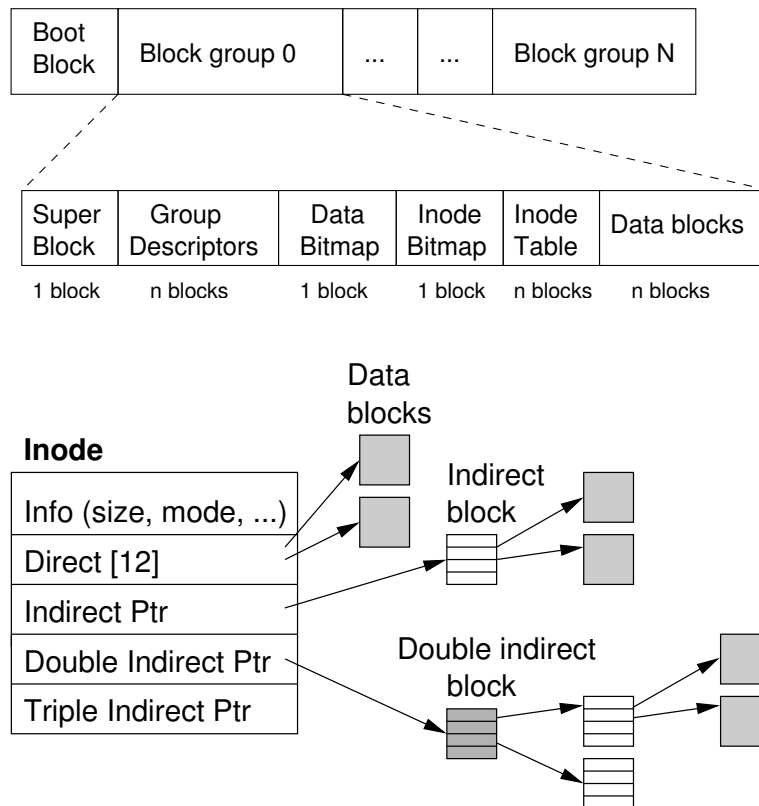 Boot
Block
Block group 0
...
...
Block group N
Super
Block
Group
Descriptors
Data
Bitmap
Inode
Bitmap
Inode
Table
Data blocks
1 block
n blocks
1 block
1 block
n blocks
n blocks
Data
blocks
Inode
Info (size, mode, ...)
Direct [12]
Indirect Ptr
Double Indirect Ptr
Triple Indirect Ptr
Indirect
block
Double indirect
block